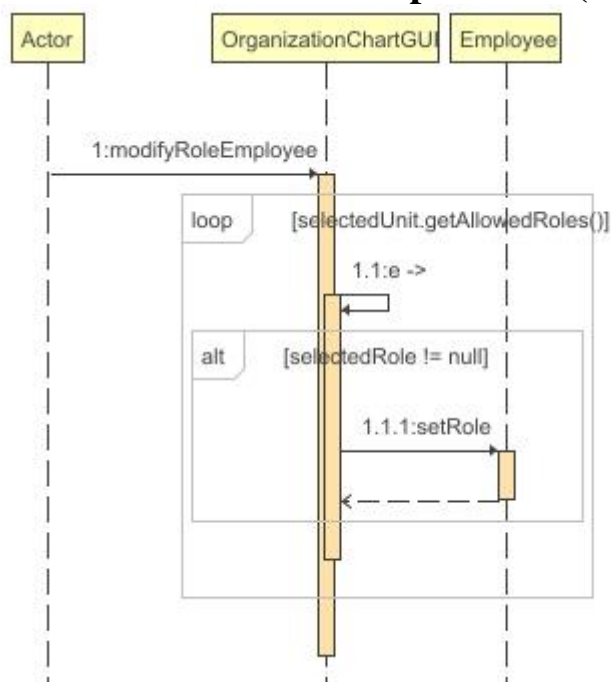 Actor
OrganizationChartGUI
Employee
1:modifyRoleEmployee
loop
[selectedUnit.getAllowedRoles()]
1.1:e ->
alt
[selectedRole != null]
1.1.1:setRole